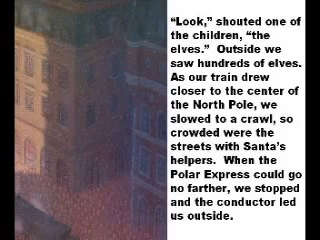 “Look,” shouted one of
the children, “the
elves.”  Outside we
saw hundreds of elves.
As our train drew
closer to the center of
the North Pole, we
slowed to a crawl, so
crowded were the
streets with Santa’s
helpers.  When the
Polar Express could go
no farther, we stopped
and the conductor led
us outside.